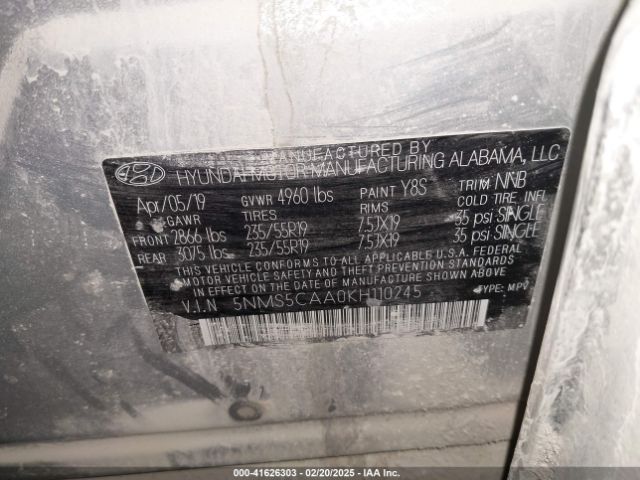 MANUFACTURED BY
HYUNDAI MOTOR MANUFACTURING ALABAMA, LLC
Apr/05/19 GVWR 4960 lbs PAINT Y8S TRIM NNB
GAWR TIRES RIMS COLD TIRE INFL
FRONT 2866 lbs 235/55R19 7.5JX19 35 psi SINGLE
REAR 3075 lbs 235/55R19 7.5JX19 35 psi SINGLE
THIS VEHICLE CONFORMS TO ALL APPLICABLE U.S.A. FEDERAL
MOTOR VEHICLE SAFETY AND THEFT PREVENTION STANDARDS
IN EFFECT ON THE DATE OF MANUFACTURE SHOWN ABOVE.
V.I.N 5NMS5CAA0KH110745 TYPE: MPV
000-41626303 - 02/20/2025 - IAA Inc.